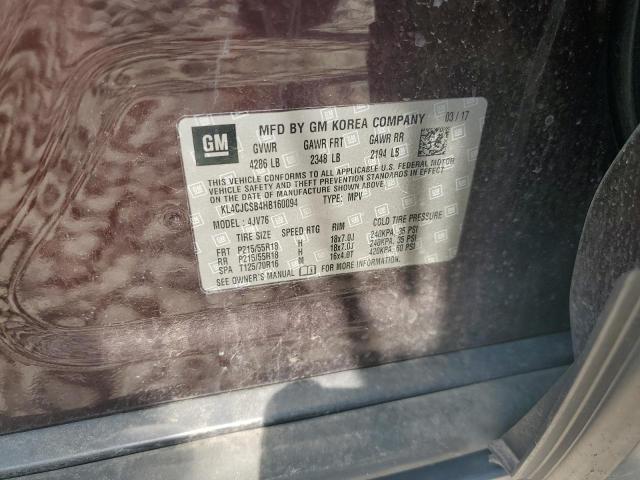 GM MFD BY GM KOREA COMPANY 03/17
GVWR GAWR FRT GAWR RR
4286 LB 2348 LB 2194 LB
THIS VEHICLE CONFORMS TO ALL APPLICABLE U.S. FEDERAL MOTOR
VEHICLE SAFETY, BUMPER, AND THEFT PREVENTION STANDARDS
IN EFFECT ON THE DATE OF MANUFACTURE SHOWN ABOVE.
KL4CJCSB4HB160094 TYPE: MPV
MODEL: 4JV76
TIRE SIZE SPEED RTG RIM COLD TIRE PRESSURE
FRT P215/55R18 H 18x7.0J 240KPA, 35 PSI
RR P215/55R18 H 18x7.0J 240KPA, 35 PSI
SPA T125/70R16 M 16x4.0T 420KPA, 60 PSI
SEE OWNER'S MANUAL FOR MORE INFORMATION.